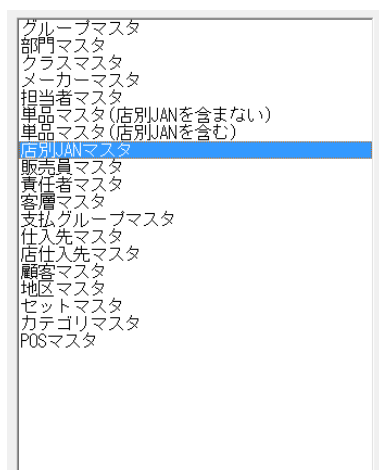 グループマスタ
部門マスタ
クラスマスタ
メーカーマスタ
担当者マスタ
単品マスタ(店別JANを含まない)
単品マスタ(店別JANを含む)
店別JANマスタ
販売員マスタ
責任者マスタ
客層マスタ
支払グループマスタ
仕入先マスタ
店仕入先マスタ
顧客マスタ
地区マスタ
セットマスタ
カテゴリマスタ
POSマスタ